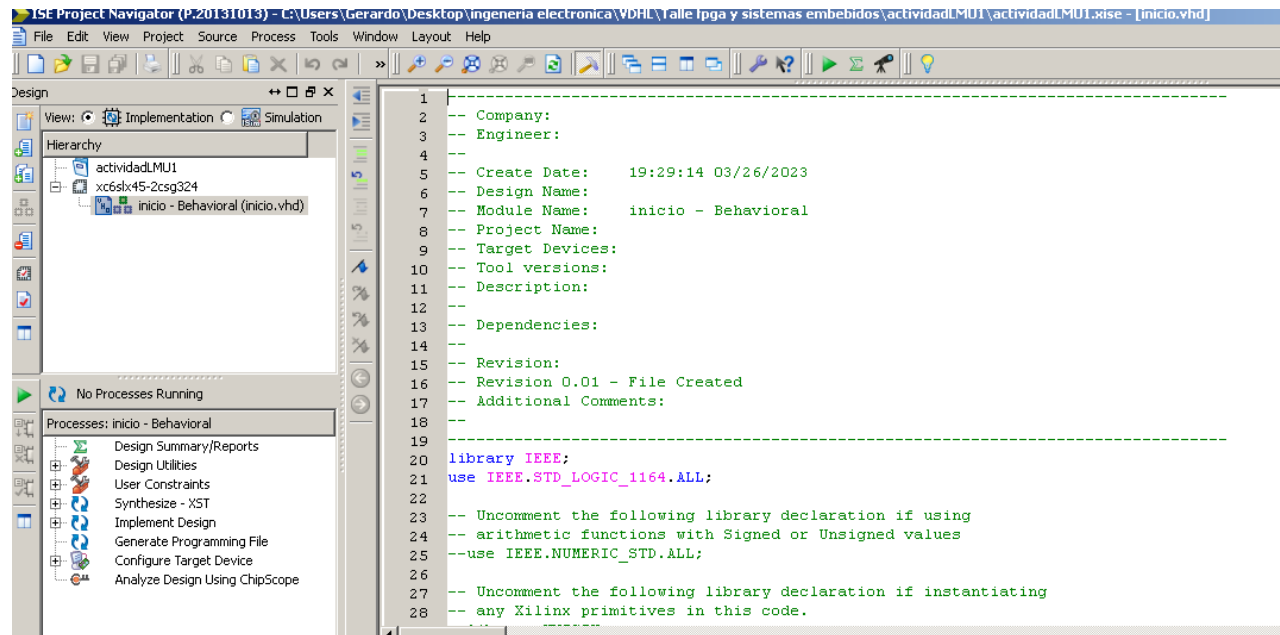 ISE Project Navigator (P.20131013) - C:\Users\Gerardo\Desktop\ingeneria electronica\VDHL\Talle fpga y sistemas embebidos\actividadLMU1\actividadLMU1.xise - [inicio.vhd]
File Edit View Project Source Process Tools Window Layout Help
Design
View: Implementation Simulation
Hierarchy
actividadLMU1
xc6slx45-2csg324
inicio - Behavioral (inicio.vhd)
No Processes Running
Processes: inicio - Behavioral
Design Summary/Reports
Design Utilities
User Constraints
Synthesize - XST
Implement Design
Generate Programming File
Configure Target Device
Analyze Design Using ChipScope
1 ----------------------------------------------------------------------------------
2 -- Company:
3 -- Engineer:
4 --
5 -- Create Date:    19:29:14 03/26/2023
6 -- Design Name:
7 -- Module Name:    inicio - Behavioral
8 -- Project Name:
9 -- Target Devices:
10 -- Tool versions:
11 -- Description:
12 --
13 -- Dependencies:
14 --
15 -- Revision:
16 -- Revision 0.01 - File Created
17 -- Additional Comments:
18 --
19 ----------------------------------------------------------------------------------
20 library IEEE;
21 use IEEE.STD_LOGIC_1164.ALL;
22
23 -- Uncomment the following library declaration if using
24 -- arithmetic functions with Signed or Unsigned values
25 --use IEEE.NUMERIC_STD.ALL;
26
27 -- Uncomment the following library declaration if instantiating
28 -- any Xilinx primitives in this code.